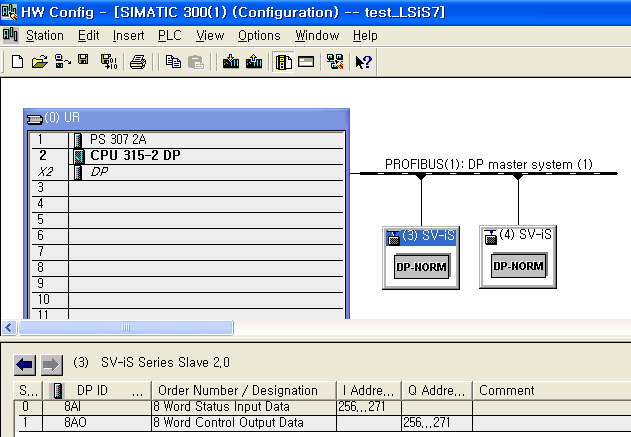 HW Config - [SIMATIC 300(1) (Configuration) -- test_LSiS7]
Station Edit Insert PLC View Options Window Help
(0) UR
1 PS 307 2A
2 CPU 315-2 DP
X2 DP
3
4
5
6
7
8
9
10
11
PROFIBUS(1): DP master system (1)
(3) SV-iS
DP-NORM
(4) SV-iS
DP-NORM
(3) SV-iS Series Slave 2,0
S... DP ID ... Order Number / Designation I Addre... Q Addre... Comment
0 8AI 8 Word Status Input Data 256...271
1 8AO 8 Word Control Output Data 256...271